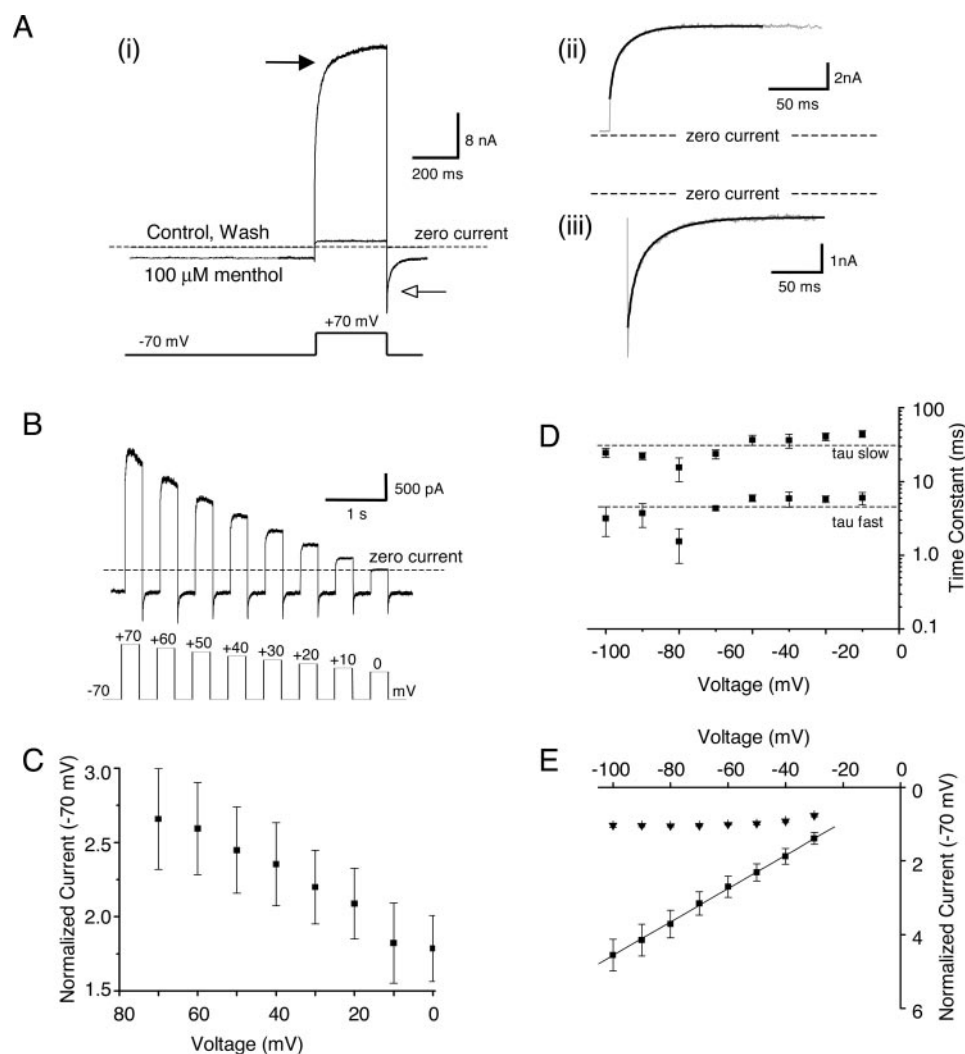 A
(i)
8 nA
200 ms
Control, Wash
zero current
100 μM menthol
+70 mV
-70 mV
(ii)
2nA
50 ms
zero current
zero current
(iii)
1nA
50 ms
B
500 pA
1 s
zero current
+70 +60 +50 +40 +30 +20 +10 0
-70 mV
C
Normalized Current (-70 mV)
3.0
2.5
2.0
1.5
80 60 40 20 0
Voltage (mV)
D
100
10
1.0
0.1
Time Constant (ms)
tau slow
tau fast
-100 -80 -60 -40 -20 0
Voltage (mV)
E
Voltage (mV)
-100 -80 -60 -40 -20 0
0
2
4
6
Normalized Current (-70 mV)